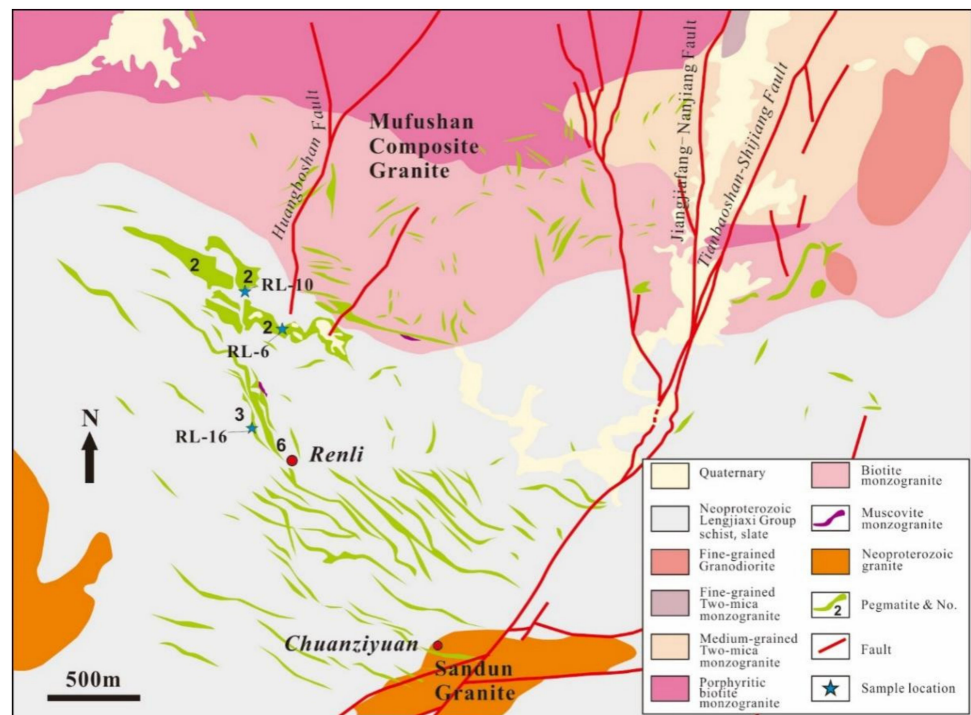 Mufushan
Composite
Granite
Huangboshan Fault
Jiangjiafang-Nanjiang Fault
Tianbaoshan-Shijiang Fault
2
2
RL-10
2
RL-6
3
RL-16
6
Renli
N
Chuanziyuan
Sandun
Granite
500m
Quaternary
Neoproterozoic
Lengjiaxi Group
schist, slate
Fine-grained
Granodiorite
Fine-grained
Two-mica
monzogranite
Medium-grained
Two-mica
monzogranite
Porphyritic
biotite
monzogranite
Biotite
monzogranite
Muscovite
monzogranite
Neoproterozoic
granite
2
Pegmatite & No.
Fault
Sample location